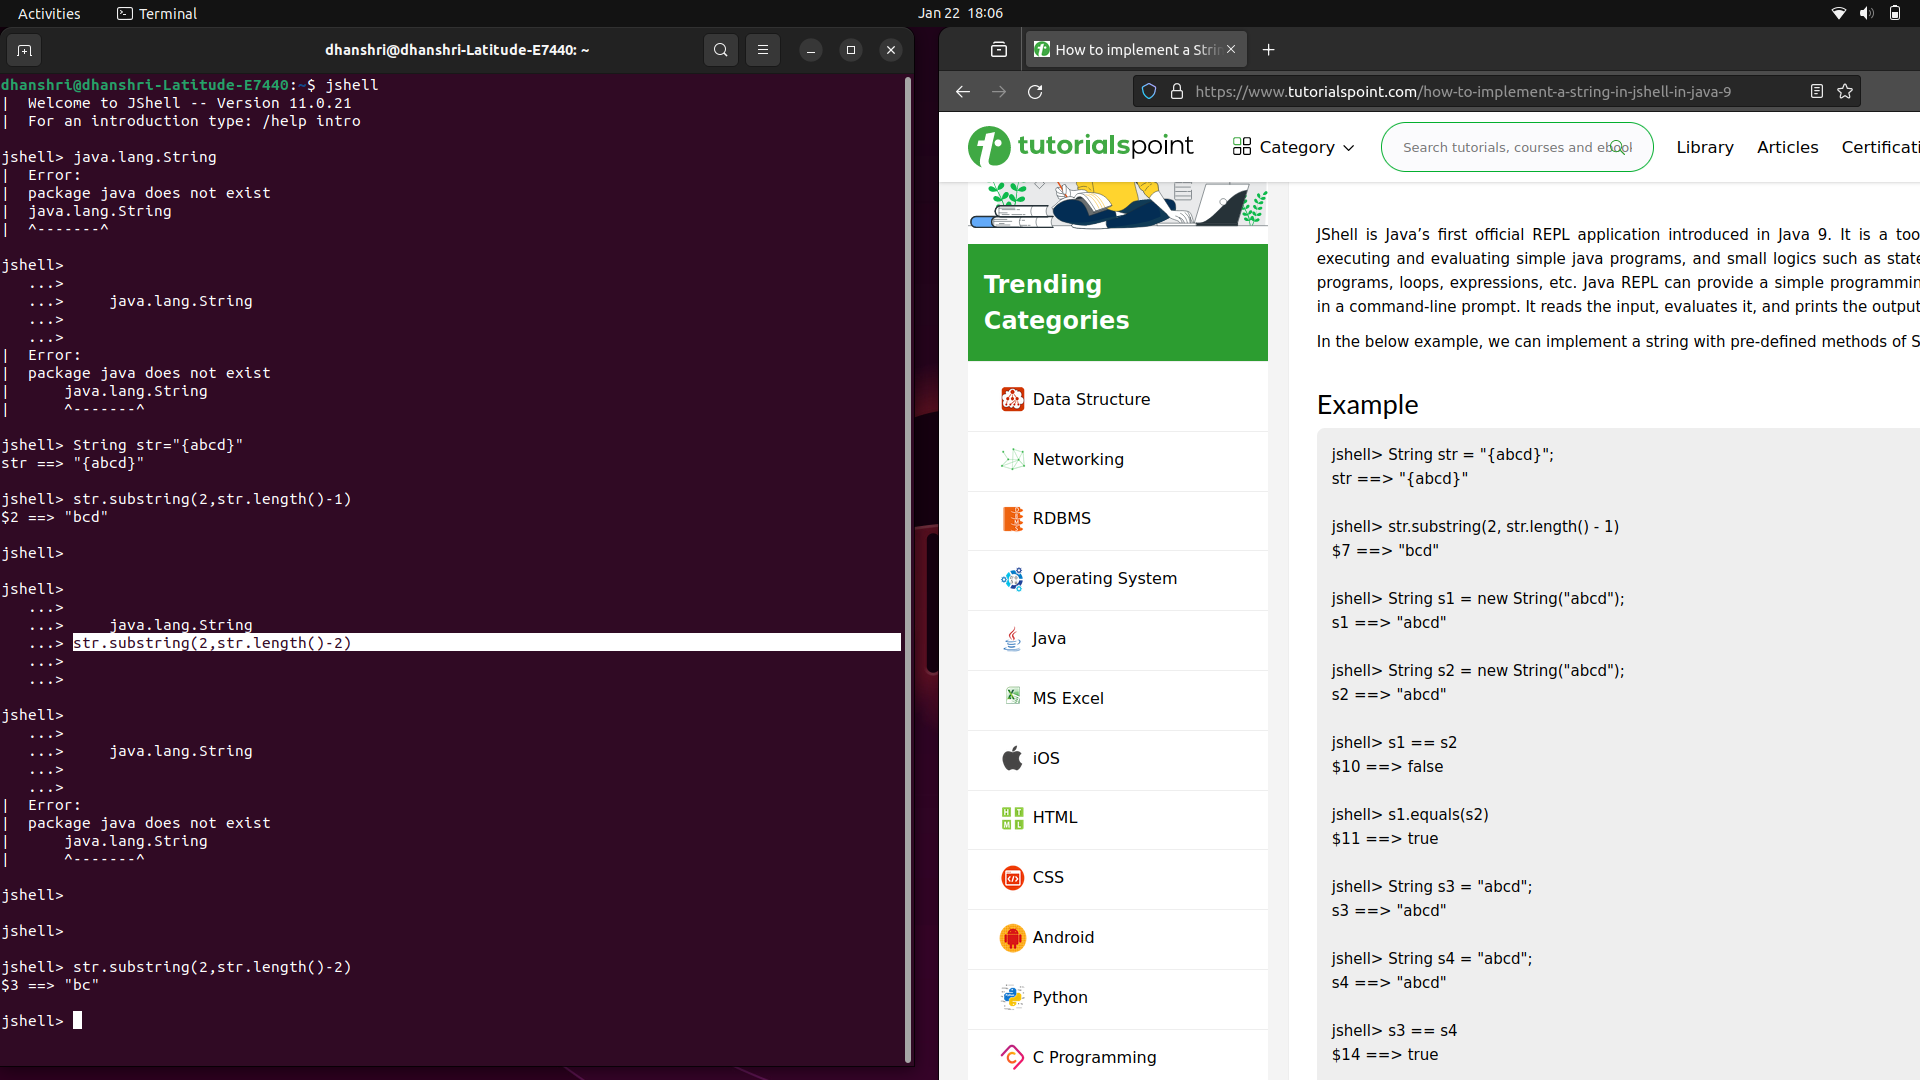 Activities
Terminal
Jan 22 18:06
dhanshri@dhanshri-Latitude-E7440: ~
dhanshri@dhanshri-Latitude-E7440:~$ jshell
|  Welcome to JShell -- Version 11.0.21
|  For an introduction type: /help intro
jshell> java.lang.String
|  Error:
|  package java does not exist
|  java.lang.String
|  ^-------^
jshell>
   ...>
   ...>     java.lang.String
   ...>
   ...>
|  Error:
|  package java does not exist
|      java.lang.String
|      ^-------^
jshell> String str="{abcd}"
str ==> "{abcd}"
jshell> str.substring(2,str.length()-1)
$2 ==> "bcd"
jshell>
jshell>
   ...>
   ...>     java.lang.String
   ...> str.substring(2,str.length()-2)
   ...>
   ...>
jshell>
   ...>
   ...>     java.lang.String
   ...>
   ...>
|  Error:
|  package java does not exist
|      java.lang.String
|      ^-------^
jshell>
jshell>
jshell> str.substring(2,str.length()-2)
$3 ==> "bc"
jshell>
How to implement a Strin
https://www.tutorialspoint.com/how-to-implement-a-string-in-jshell-in-java-9
tutorialspoint
Category
Search tutorials, courses and ebool
Library
Articles
Certificati
Trending
Categories
Data Structure
Networking
RDBMS
Operating System
Java
MS Excel
iOS
HTML
CSS
Android
Python
C Programming
JShell is Java’s first official REPL application introduced in Java 9. It is a too
executing and evaluating simple java programs, and small logics such as state
programs, loops, expressions, etc. Java REPL can provide a simple programmin
in a command-line prompt. It reads the input, evaluates it, and prints the output
In the below example, we can implement a string with pre-defined methods of S
Example
jshell> String str = "{abcd}";
str ==> "{abcd}"
jshell> str.substring(2, str.length() - 1)
$7 ==> "bcd"
jshell> String s1 = new String("abcd");
s1 ==> "abcd"
jshell> String s2 = new String("abcd");
s2 ==> "abcd"
jshell> s1 == s2
$10 ==> false
jshell> s1.equals(s2)
$11 ==> true
jshell> String s3 = "abcd";
s3 ==> "abcd"
jshell> String s4 = "abcd";
s4 ==> "abcd"
jshell> s3 == s4
$14 ==> true